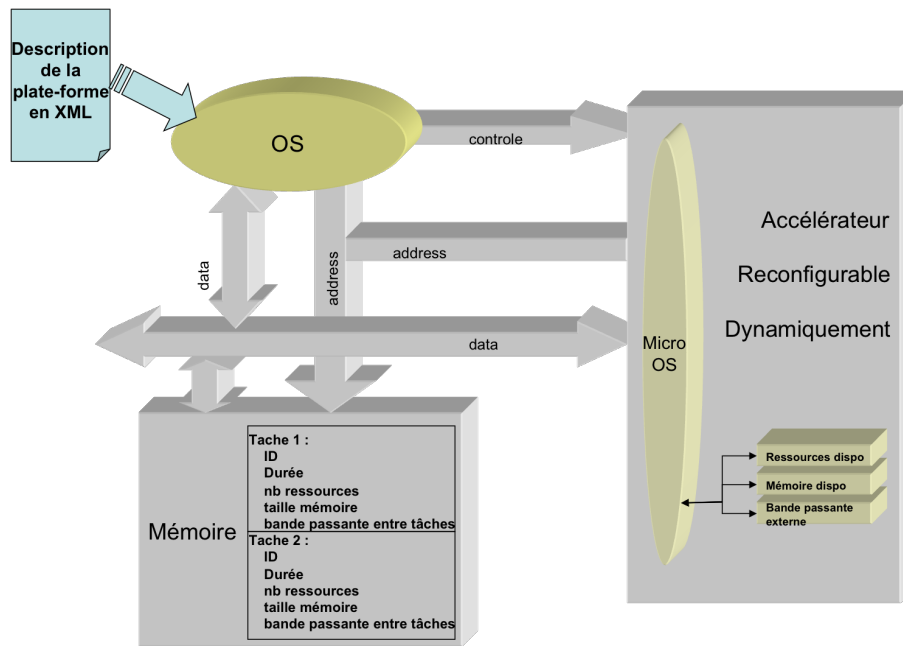 Description
de la
plate-forme
en XML
OS
controle
address
data
address
data
Accélérateur
Reconfigurable
Dynamiquement
Micro
OS
Ressources dispo
Mémoire dispo
Bande passante
externe
Mémoire
Tache 1 :
ID
Durée
nb ressources
taille mémoire
bande passante entre tâches
Tache 2 :
ID
Durée
nb ressources
taille mémoire
bande passante entre tâches